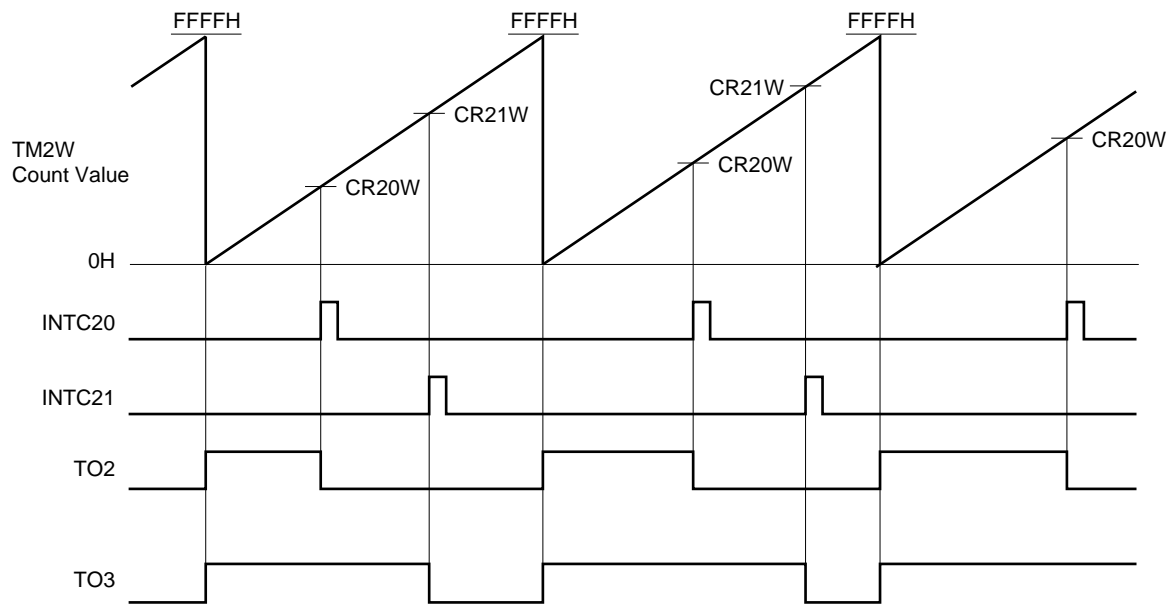 FFFFH
FFFFH
FFFFH
CR21W
CR21W
CR20W
TM2W
Count Value
CR20W
CR20W
0H
INTC20
INTC21
TO2
TO3